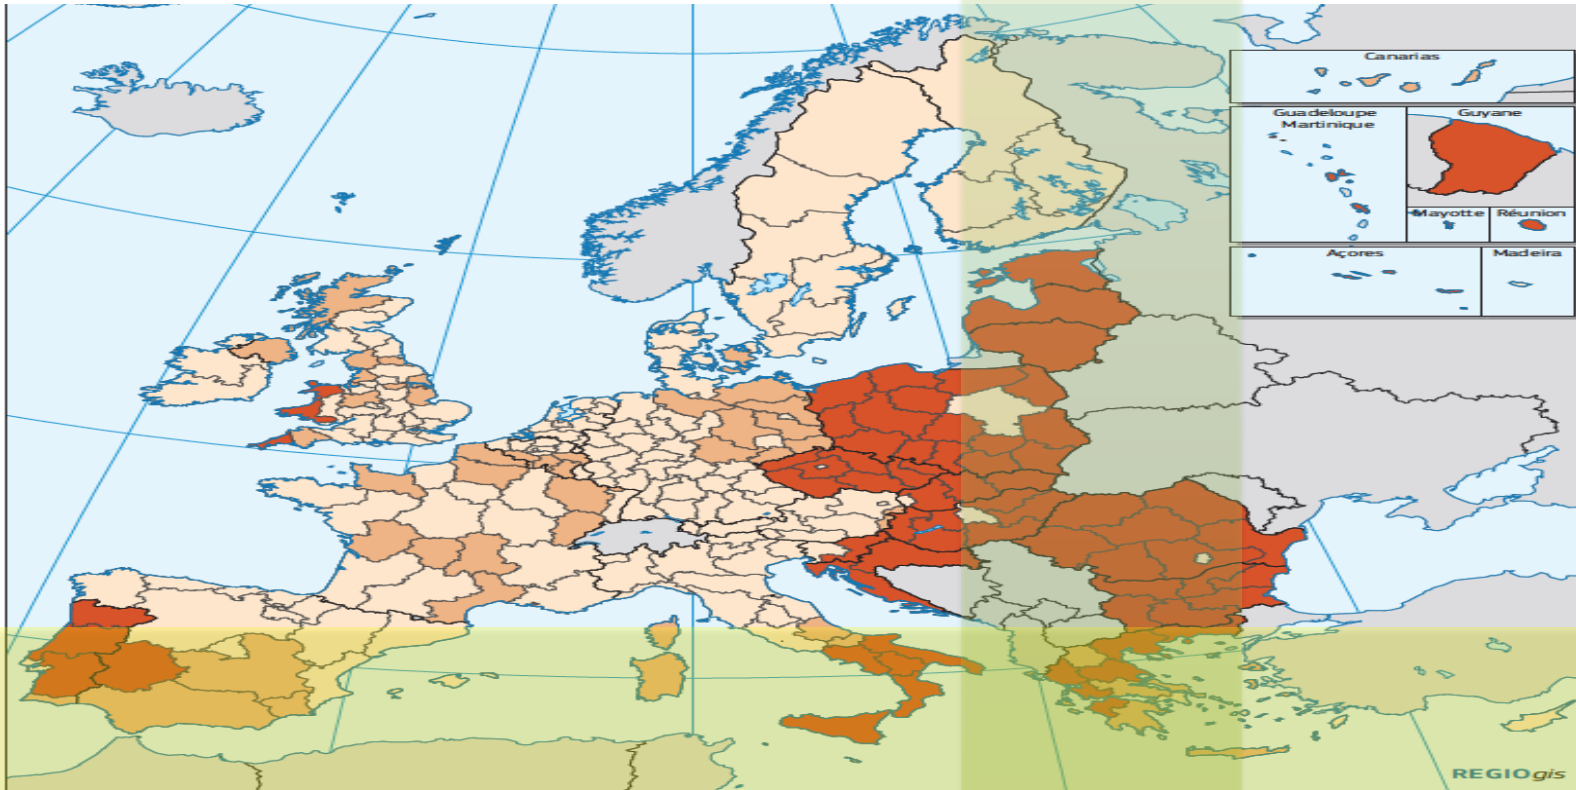 Canarias
Guadeloupe
Martinique
Guyane
Mayotte
Réunion
Açores
Madeira
REGIOgis